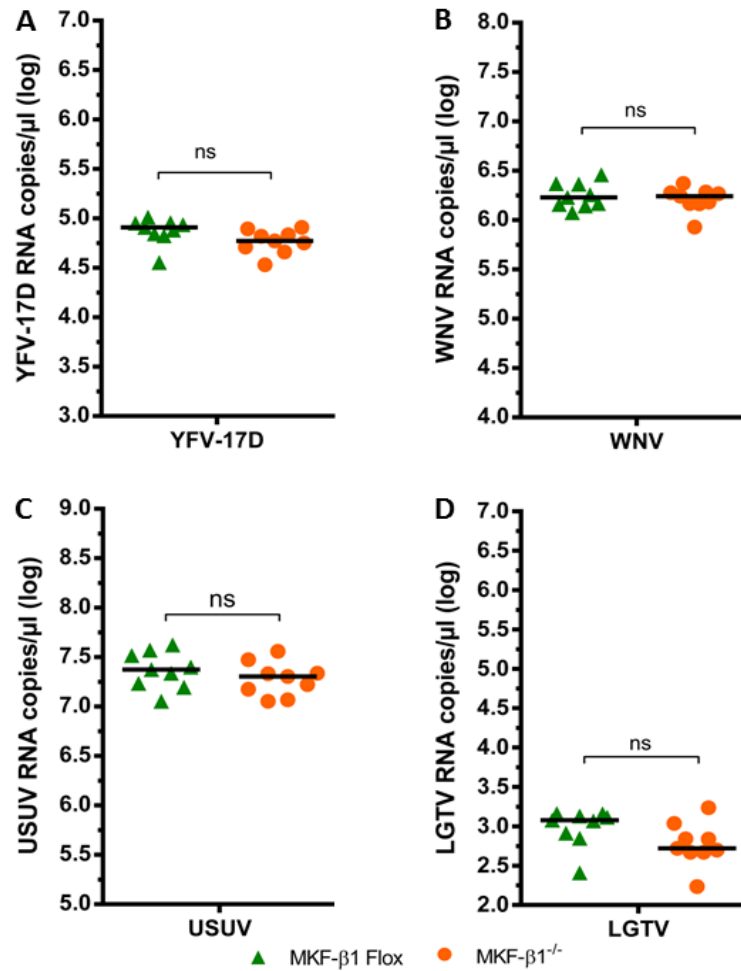 A
YFV-17D RNA copies/µl (log)
7.0
6.5
6.0
5.5
5.0
4.5
4.0
3.5
3.0
ns
YFV-17D
B
WNV RNA copies/µl (log)
8.0
7.5
7.0
6.5
6.0
5.5
5.0
4.5
4.0
ns
WNV
C
USUV RNA copies/µl (log)
9.0
8.5
8.0
7.5
7.0
6.5
6.0
5.5
5.0
ns
USUV
D
LGTV RNA copies/µl (log)
7.0
6.5
6.0
5.5
5.0
4.5
4.0
3.5
3.0
2.5
2.0
ns
LGTV
MKF-β1 Flox
MKF-β1-/-